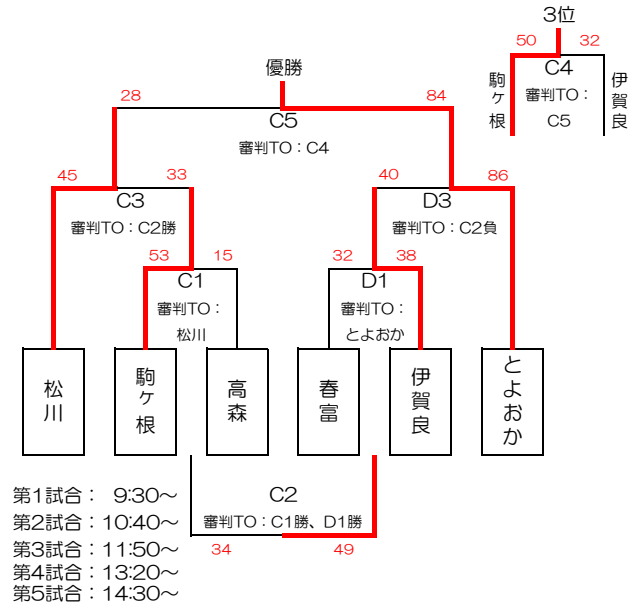 3位
50 32
駒ヶ根
C4
審判TO:
C5
伊賀良
優勝
28 84
C5
審判TO:C4
45 33 40 86
C3 D3
審判TO:C2勝 審判TO:C2負
53 15 32 38
C1 D1
審判TO: 審判TO:
松川 とよおか
松川 駒ヶ根 高森 春富 伊賀良 とよおか
C2
審判TO:C1勝、D1勝
34 49
第1試合: 9:30~
第2試合:10:40~
第3試合:11:50~
第4試合:13:20~
第5試合:14:30~